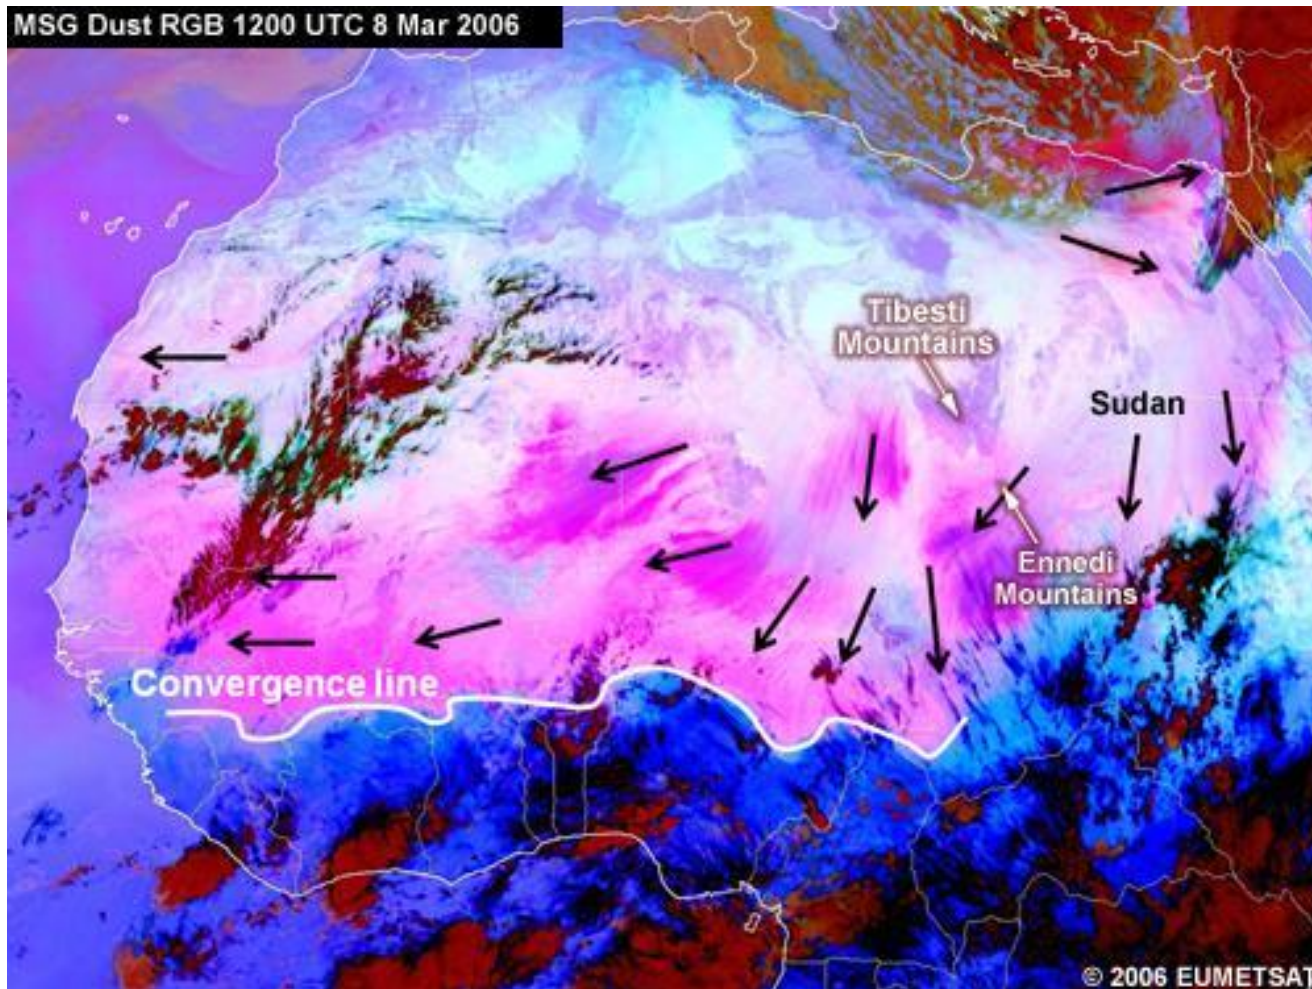 MSG Dust RGB 1200 UTC 8 Mar 2006
Tibesti
Mountains
Sudan
Ennedi
Mountains
Convergence line
© 2006 EUMETSAT